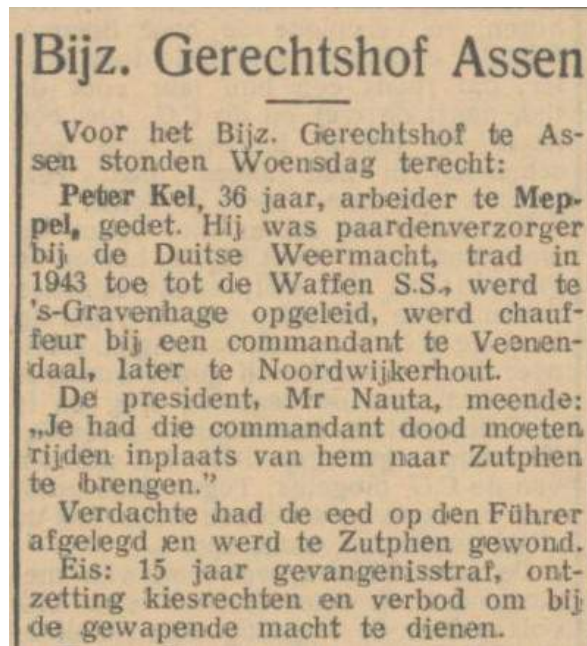 Bijz. Gerechtshof Assen
Voor het Bijz. Gerechtshof te As-
sen stonden Woensdag terecht:
Peter Kel, 36 jaar, arbeider te Mep-
pel, gedet. Hij was paardenverzorger
bij de Duitse Weermacht, trad in
1943 toe tot de Waffen S.S., werd te
's-Gravenhage opgeleid, werd chauf-
feur bij een commandant te Veenen-
daal, later te Noordwijkerhout.
De president, Mr Nauta, meende:
„Je had die commandant dood moeten
rijden inplaats van hem naar Zutphen
te brengen.”
Verdachte had de eed op den Führer
afgelegd en werd te Zutphen gewond.
Eis: 15 jaar gevangenisstraf, ont-
zetting kiesrechten en verbod om bij
de gewapende macht te dienen.